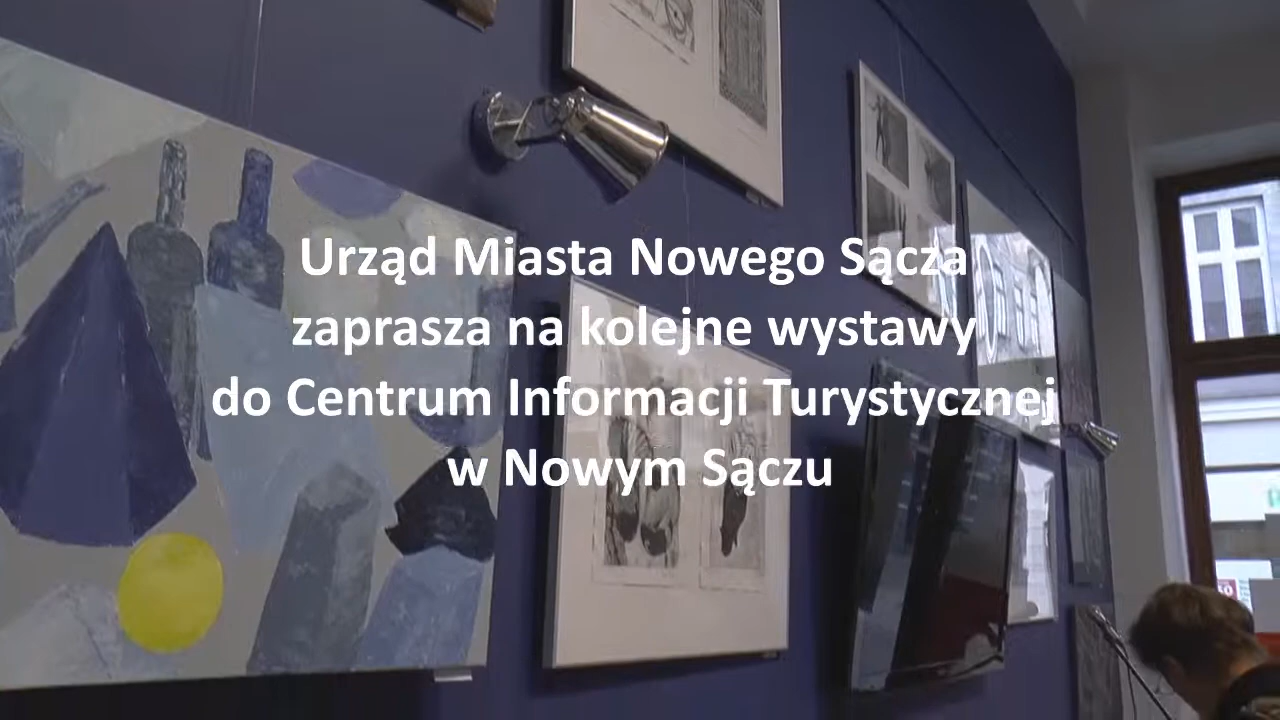 Urząd Miasta Nowego Sącza
zaprasza na kolejne wystawy
do Centrum Informacji Turystycznej
w Nowym Sączu